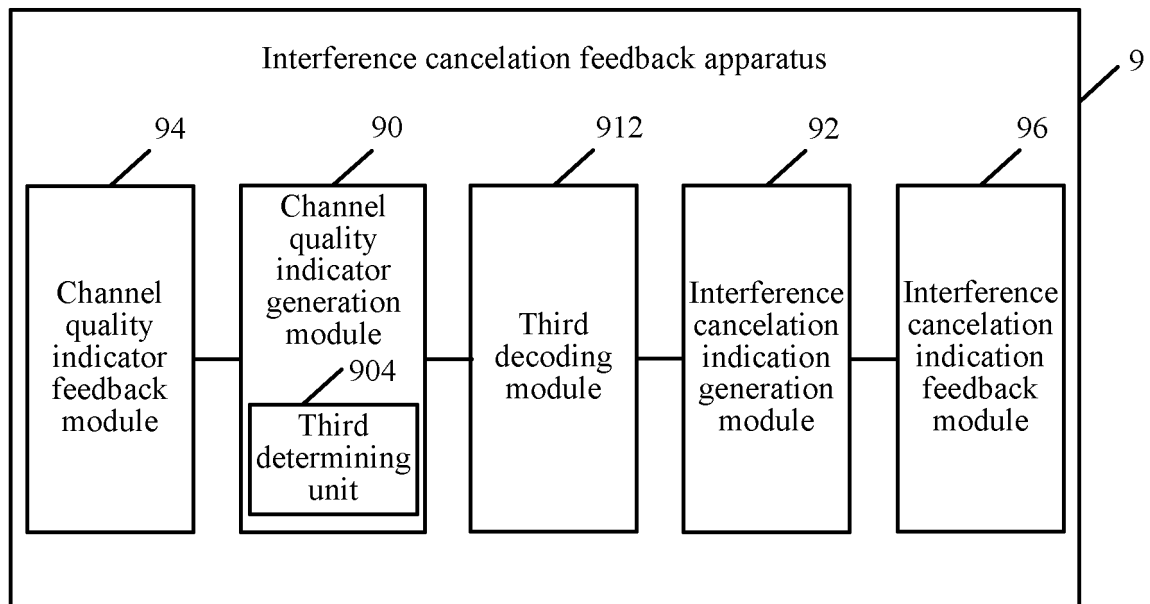 Interference cancelation feedback apparatus
9
94
90
912
92
96
Channel
quality
indicator
feedback
module
Channel
quality
indicator
generation
module
904
Third
determining
unit
Third
decoding
module
Interference
cancelation
indication
generation
module
Interference
cancelation
indication
feedback
module